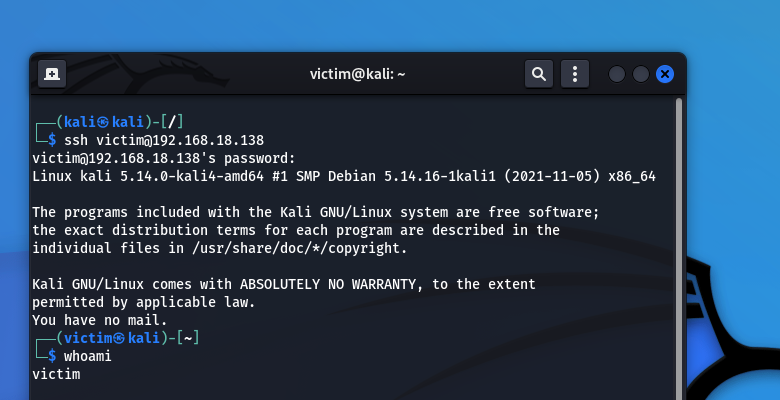 victim@kali: ~
┌──(kali㉿kali)-[/]
└─$ ssh victim@192.168.18.138
victim@192.168.18.138's password:
Linux kali 5.14.0-kali4-amd64 #1 SMP Debian 5.14.16-1kali1 (2021-11-05) x86_64
The programs included with the Kali GNU/Linux system are free software;
the exact distribution terms for each program are described in the
individual files in /usr/share/doc/*/copyright.
Kali GNU/Linux comes with ABSOLUTELY NO WARRANTY, to the extent
permitted by applicable law.
You have no mail.
┌──(victim㉿kali)-[~]
└─$ whoami
victim